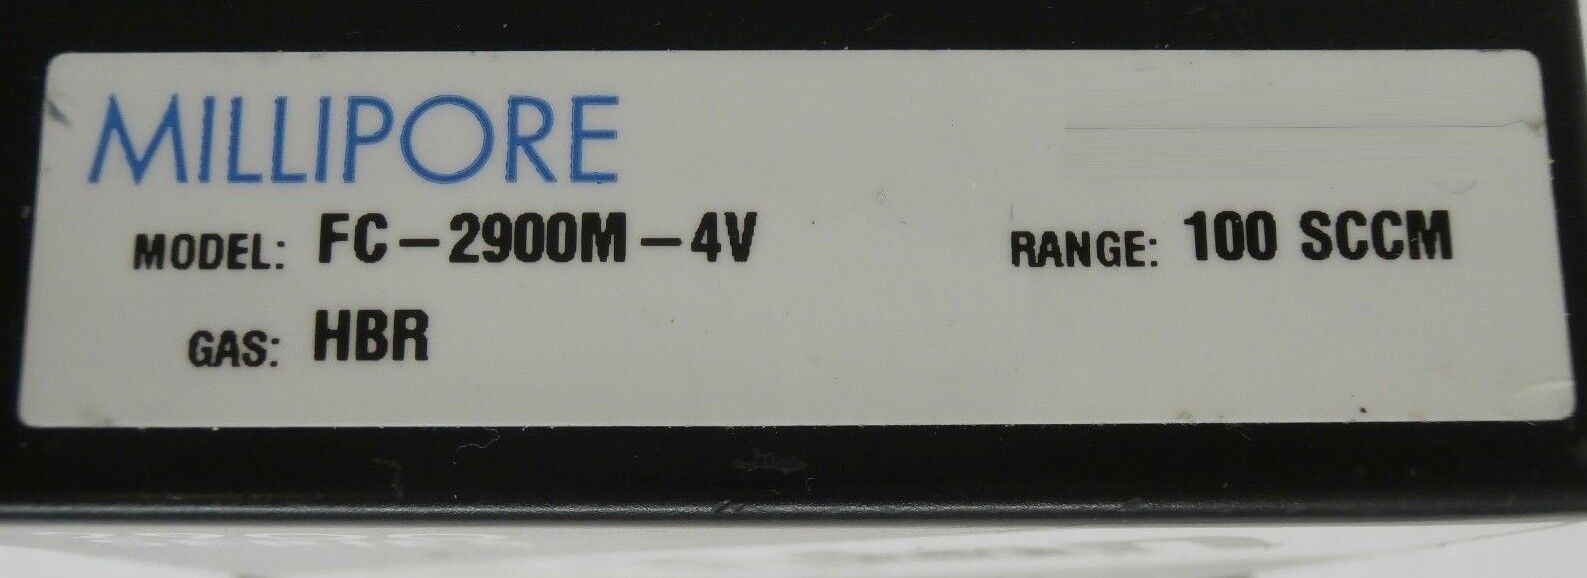 MILLIPORE
MODEL: FC-2900M-4V RANGE: 100 SCCM
GAS: HBR